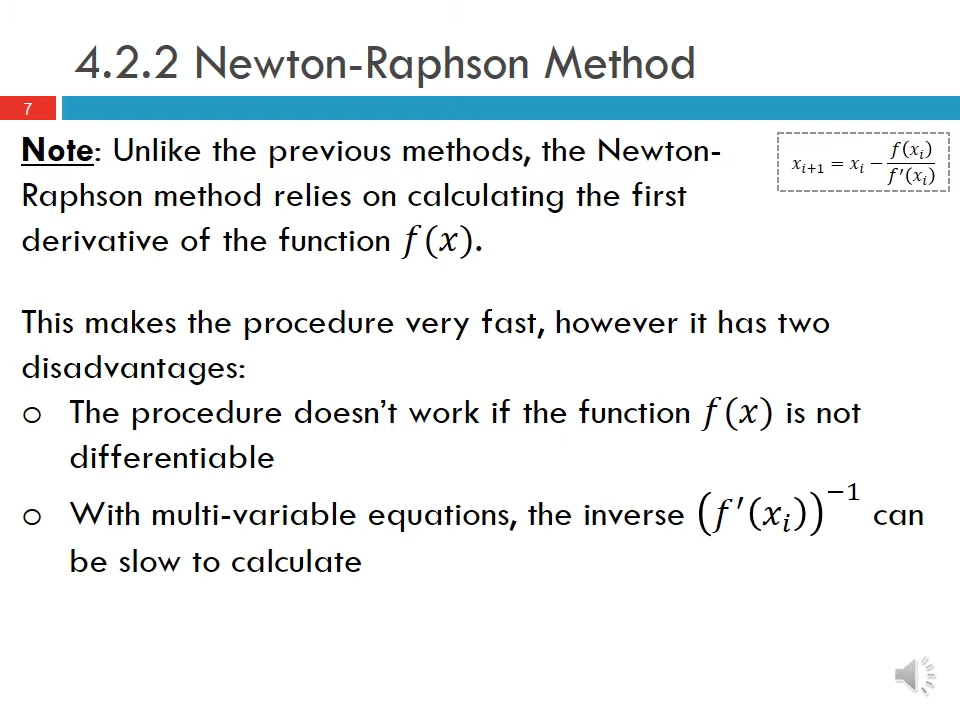 4.2.2 Newton-Raphson Method
7
Note: Unlike the previous methods, the Newton-
Raphson method relies on calculating the first
derivative of the function f(x).
x_{i+1} = x_i − f(x_i) / f′(x_i)
This makes the procedure very fast, however it has two
disadvantages:
o The procedure doesn’t work if the function f(x) is not
differentiable
o With multi-variable equations, the inverse (f′(x_i))^{−1} can
be slow to calculate